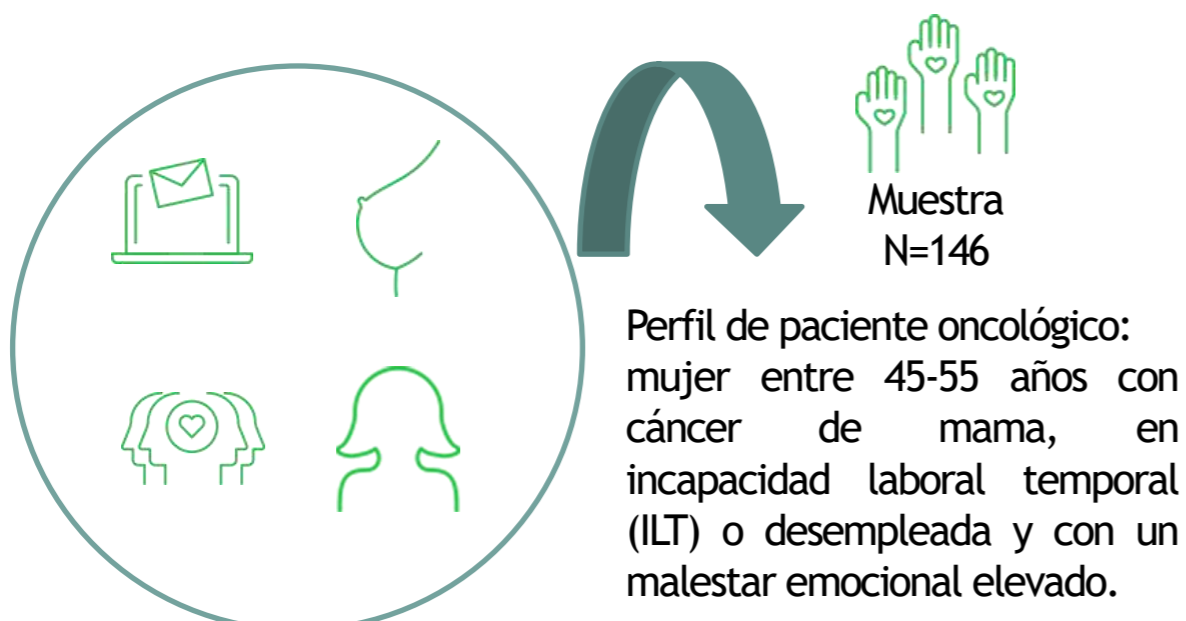 Muestra
N=146
Perfil de paciente oncológico:
mujer entre 45-55 años con
cáncer de mama, en
incapacidad laboral temporal
(ILT) o desempleada y con un
malestar emocional elevado.